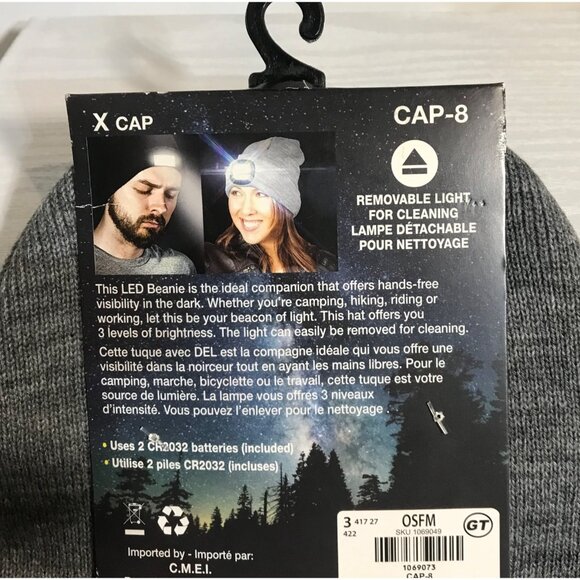 X CAP
CAP-8
REMOVABLE LIGHT
FOR CLEANING
LAMPE DÉTACHABLE
POUR NETTOYAGE
This LED Beanie is the ideal companion that offers hands-free
visibility in the dark. Whether you're camping, hiking, riding or
working, let this be your beacon of light. This hat offers you
3 levels of brightness. The light can easily be removed for cleaning.
Cette tuque avec DEL est la compagne idéale qui vous offre une
visibilité dans la noirceur tout en ayant les mains libres. Pour le
camping, marche, bicyclette ou le travail, cette tuque est votre
source de lumière. La lampe vous offrés 3 niveaux
d'intensité. Vous pouvez l'enlever pour le nettoyage .
• Uses 2 CR2032 batteries (included)
• Utilise 2 piles CR2032 (incluses)
Imported by - Importé par:
C.M.E.I.
3 417 27
422
OSFM
SKU 1069049
GT
1069073
CAP-8